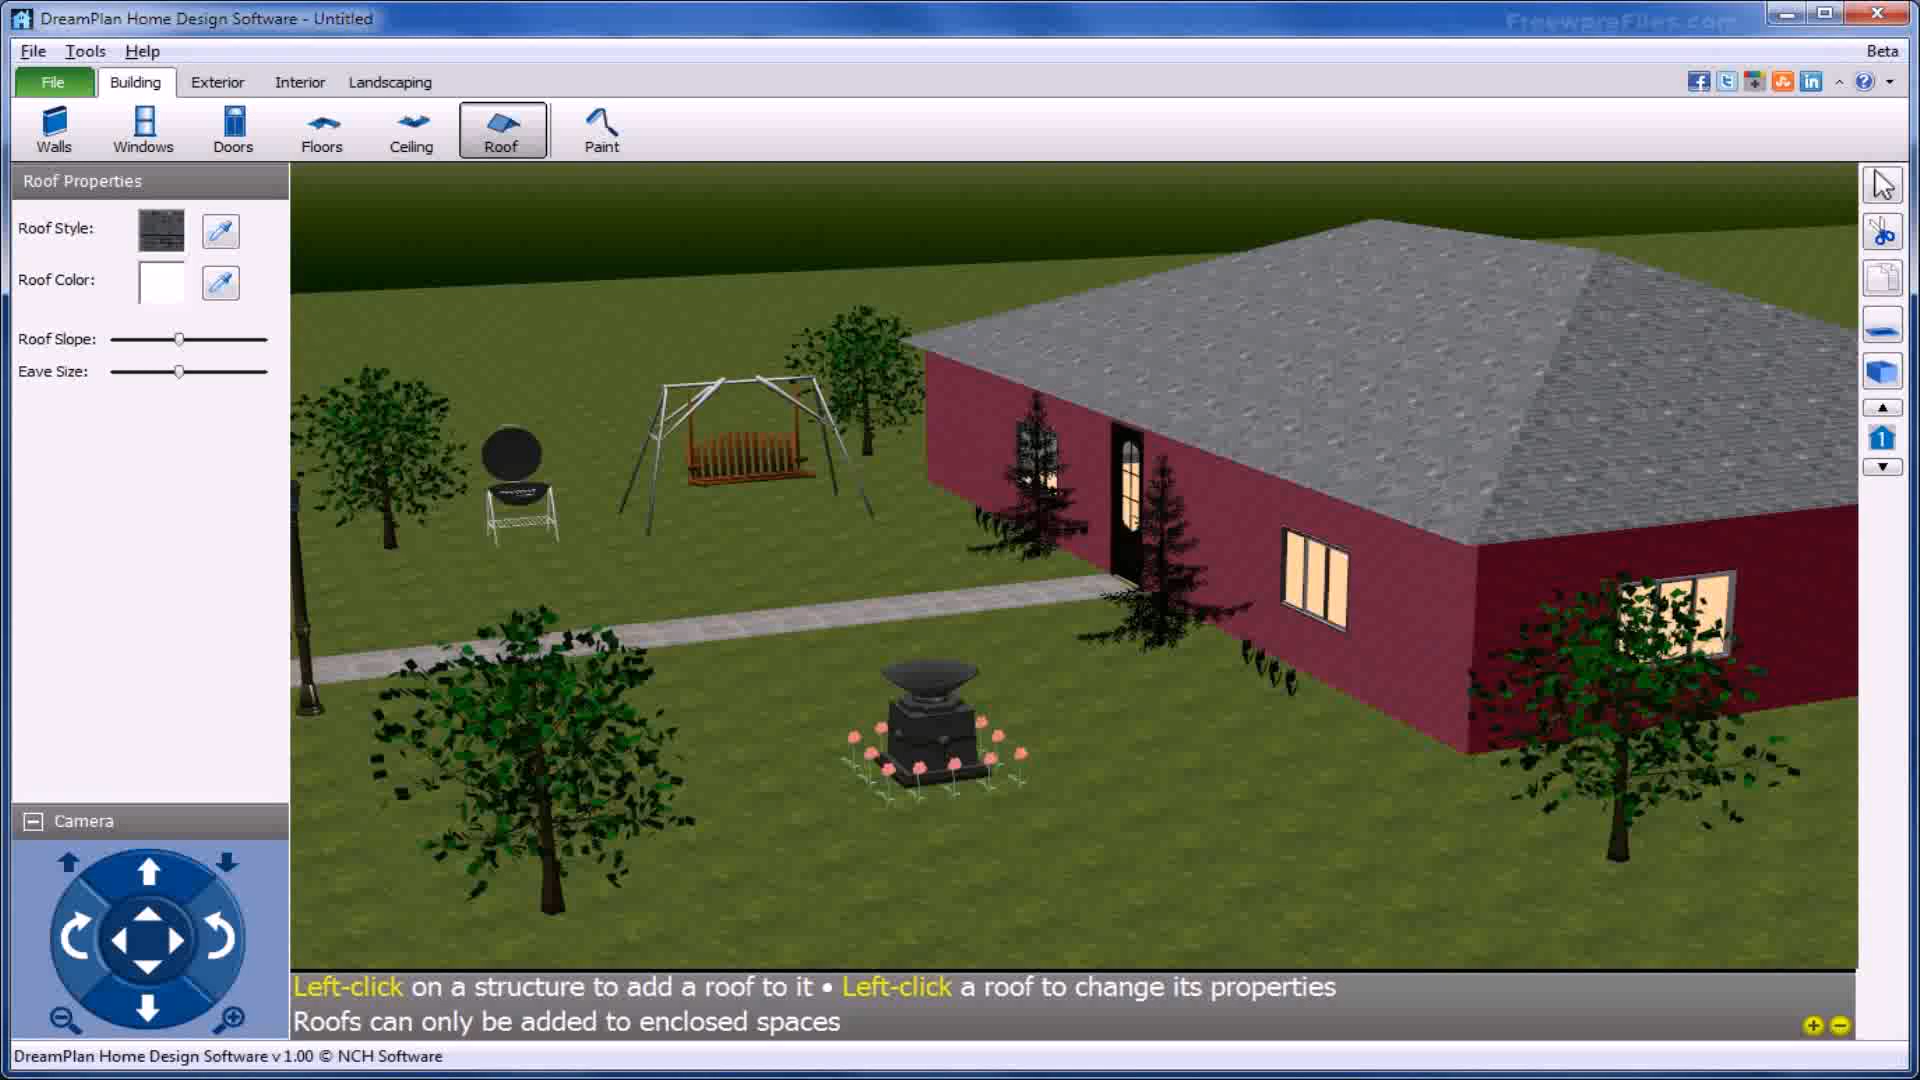 DreamPlan Home Design Software - Untitled
FreewareFiles.com
File Tools Help
Beta
File Building Exterior Interior Landscaping
Walls Windows Doors Floors Ceiling Roof Paint
Roof Properties
Roof Style:
Roof Color:
Roof Slope:
Eave Size:
1
Camera
Left-click on a structure to add a roof to it • Left-click a roof to change its properties
Roofs can only be added to enclosed spaces
DreamPlan Home Design Software v 1.00 © NCH Software